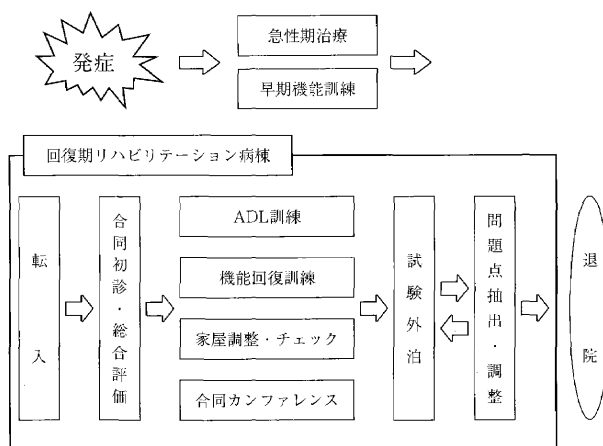 発症
急性期治療
早期機能訓練
回復期リハビリテーション病棟
転入
合同初診・総合評価
ADL訓練
機能回復訓練
家屋調整・チェック
合同カンファレンス
試験外泊
問題点抽出・調整
退院